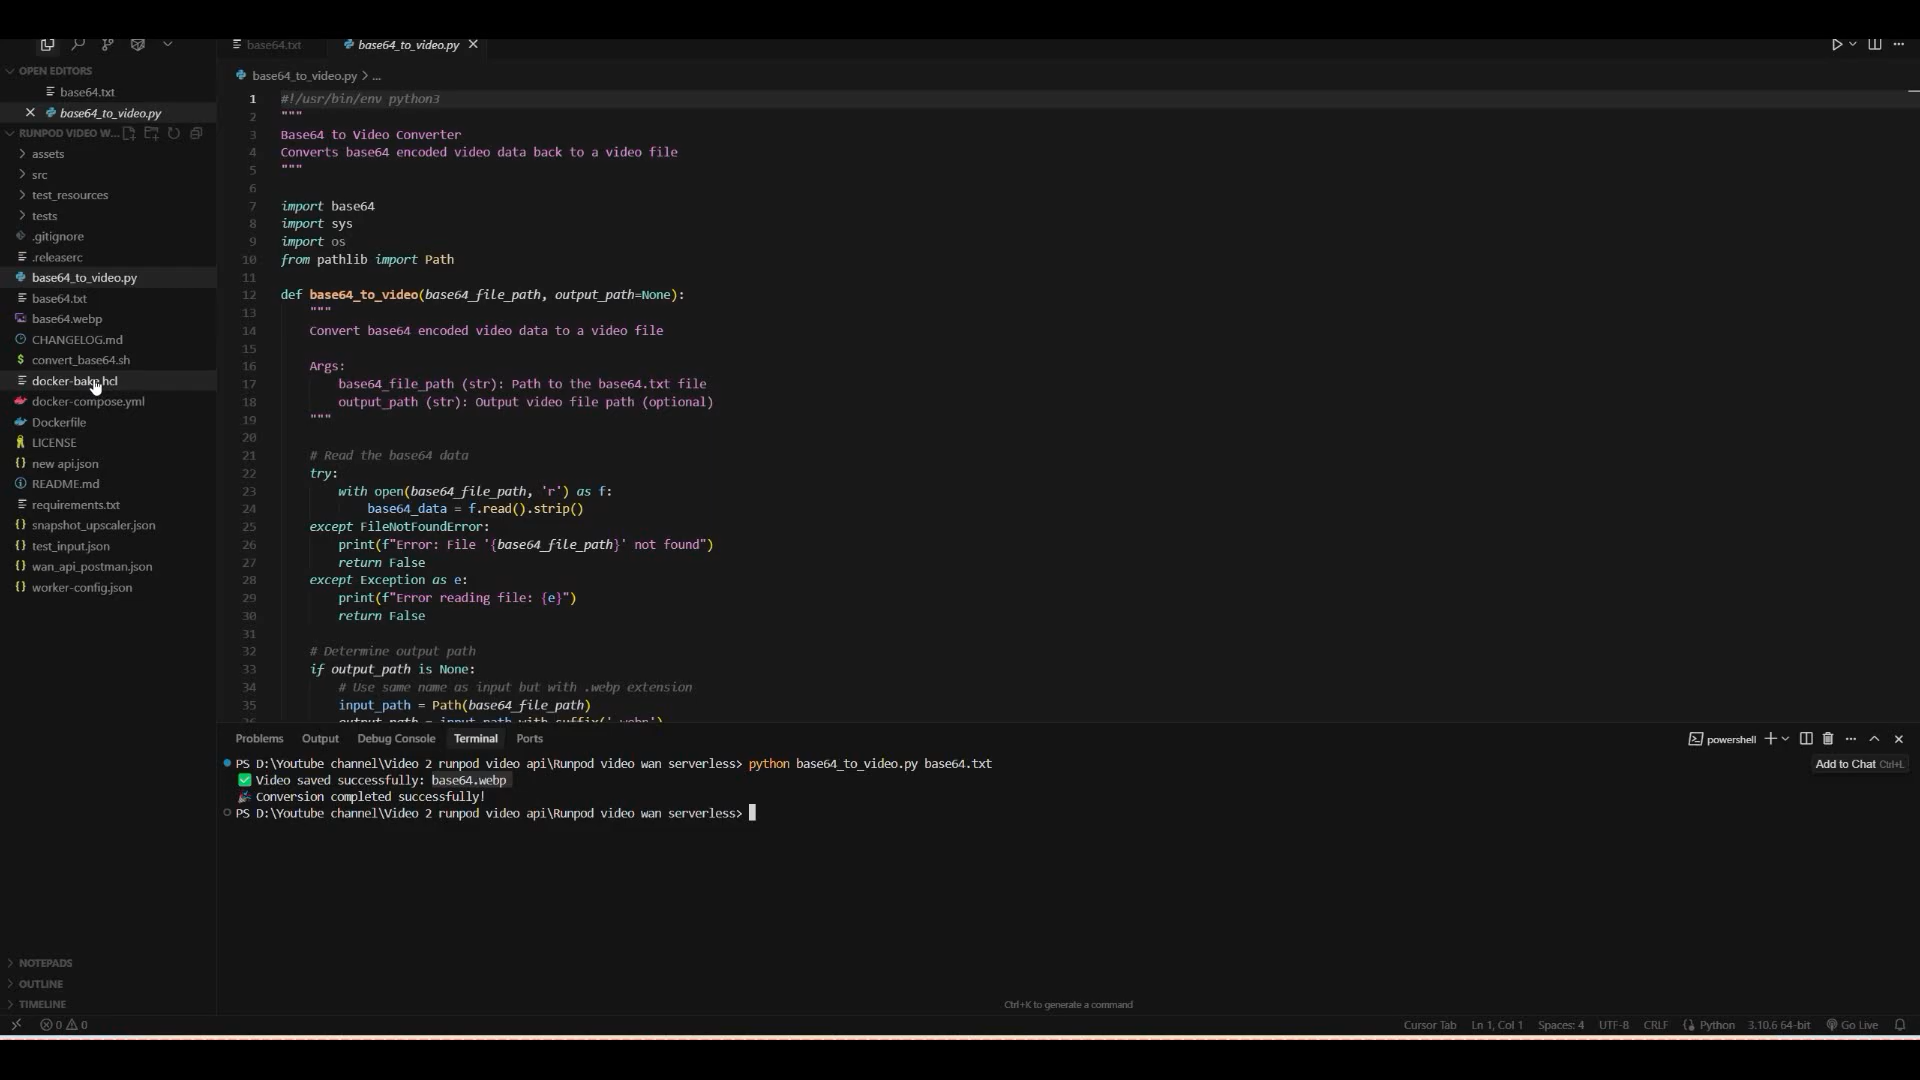 base64.txt
base64_to_video.py
OPEN EDITORS
base64.txt
base64_to_video.py
RUNPOD VIDEO W...
assets
src
test_resources
tests
.gitignore
.releaserc
base64_to_video.py
base64.txt
base64.webp
CHANGELOG.md
convert_base64.sh
docker-bake.hcl
docker-compose.yml
Dockerfile
LICENSE
new api.json
README.md
requirements.txt
snapshot_upscaler.json
test_input.json
wan_api_postman.json
worker-config.json
NOTEPADS
OUTLINE
TIMELINE
base64_to_video.py > ...
1 #!/usr/bin/env python3
2 """
3 Base64 to Video Converter
4 Converts base64 encoded video data back to a video file
5 """
6
7 import base64
8 import sys
9 import os
10 from pathlib import Path
11
12 def base64_to_video(base64_file_path, output_path=None):
13 """
14 Convert base64 encoded video data to a video file
15
16 Args:
17 base64_file_path (str): Path to the base64.txt file
18 output_path (str): Output video file path (optional)
19 """
20
21 # Read the base64 data
22 try:
23 with open(base64_file_path, 'r') as f:
24 base64_data = f.read().strip()
25 except FileNotFoundError:
26 print(f"Error: File '{base64_file_path}' not found")
27 return False
28 except Exception as e:
29 print(f"Error reading file: {e}")
30 return False
31
32 # Determine output path
33 if output_path is None:
34 # Use same name as input but with .webp extension
35 input_path = Path(base64_file_path)
36 output_path = input_path.with_suffix('.webp')
Problems Output Debug Console Terminal Ports
powershell
PS D:\Youtube channel\Video 2 runpod video api\Runpod video wan serverless> python base64_to_video.py base64.txt
Add to Chat Ctrl+L
✅ Video saved successfully: base64.webp
🎉 Conversion completed successfully!
PS D:\Youtube channel\Video 2 runpod video api\Runpod video wan serverless>
Ctrl+K to generate a command
0 0
Cursor Tab Ln 1, Col 1 Spaces: 4 UTF-8 CRLF Python 3.10.6 64-bit Go Live